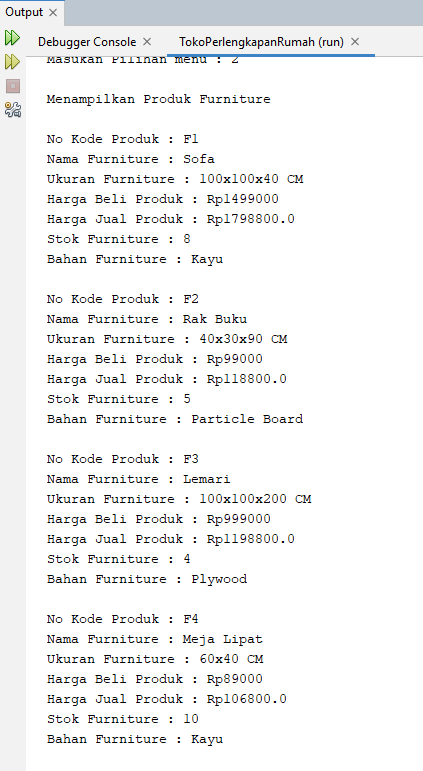 Output
Debugger Console
TokoPerlengkapanRumah (run)
Masukan Pilihan menu : 2
Menampilkan Produk Furniture
No Kode Produk : F1
Nama Furniture : Sofa
Ukuran Furniture : 100x100x40 CM
Harga Beli Produk : Rp1499000
Harga Jual Produk : Rp1798800.0
Stok Furniture : 8
Bahan Furniture : Kayu
No Kode Produk : F2
Nama Furniture : Rak Buku
Ukuran Furniture : 40x30x90 CM
Harga Beli Produk : Rp99000
Harga Jual Produk : Rp118800.0
Stok Furniture : 5
Bahan Furniture : Particle Board
No Kode Produk : F3
Nama Furniture : Lemari
Ukuran Furniture : 100x100x200 CM
Harga Beli Produk : Rp999000
Harga Jual Produk : Rp1198800.0
Stok Furniture : 4
Bahan Furniture : Plywood
No Kode Produk : F4
Nama Furniture : Meja Lipat
Ukuran Furniture : 60x40 CM
Harga Beli Produk : Rp89000
Harga Jual Produk : Rp106800.0
Stok Furniture : 10
Bahan Furniture : Kayu